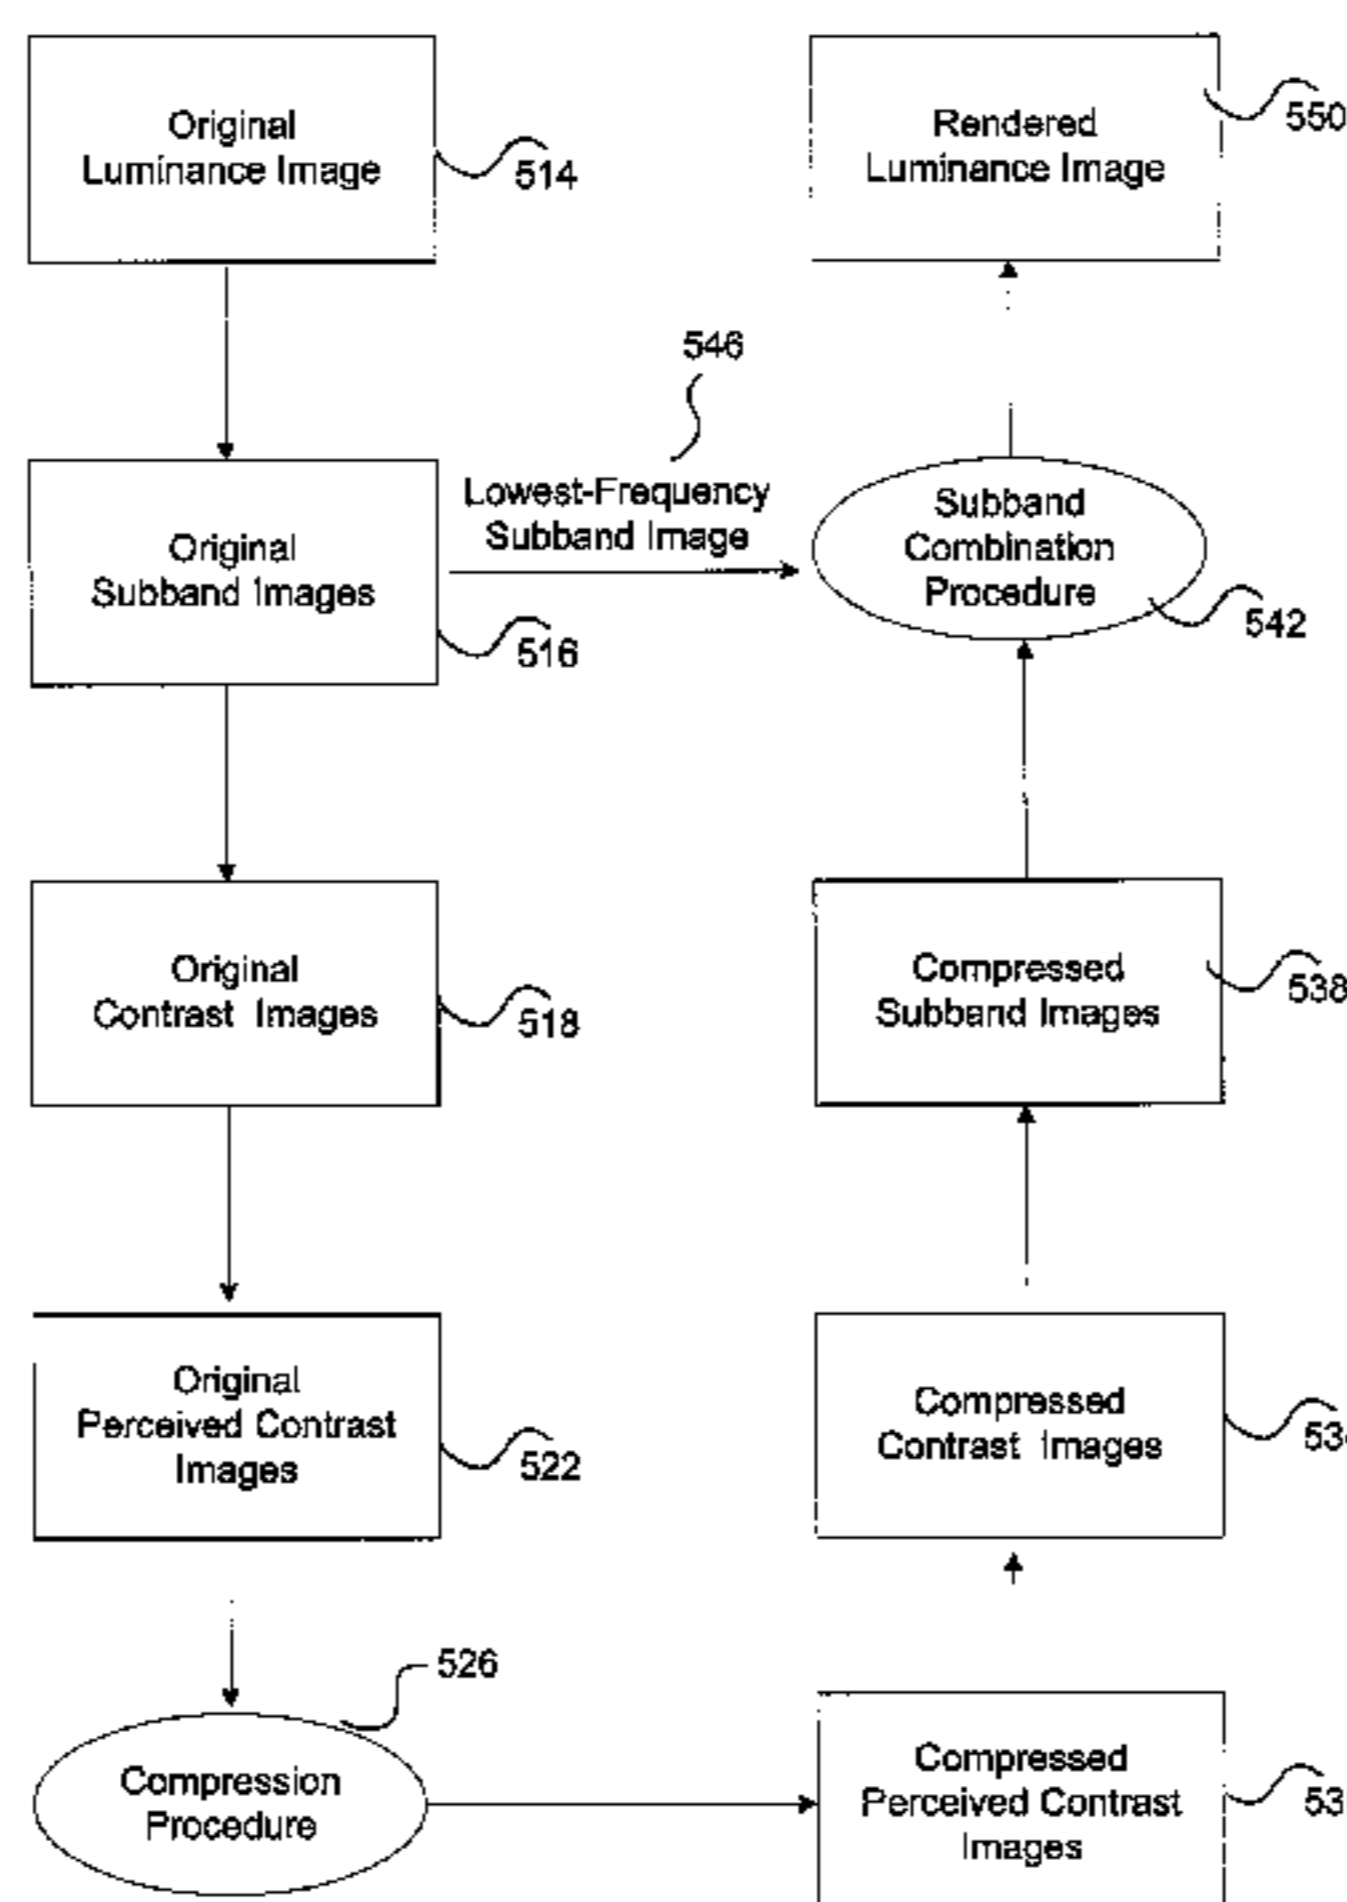 Original
Luminance Image
514
Rendered
Luminance Image
550
546
Lowest-Frequency
Subband Image
Original
Subband Images
516
Subband
Combination
Procedure
542
Original
Contrast Images
518
Compressed
Subband Images
538
Original
Perceived Contrast
Images
522
Compressed
Contrast Images
526
Compression
Procedure
Compressed
Perceived Contrast
Images